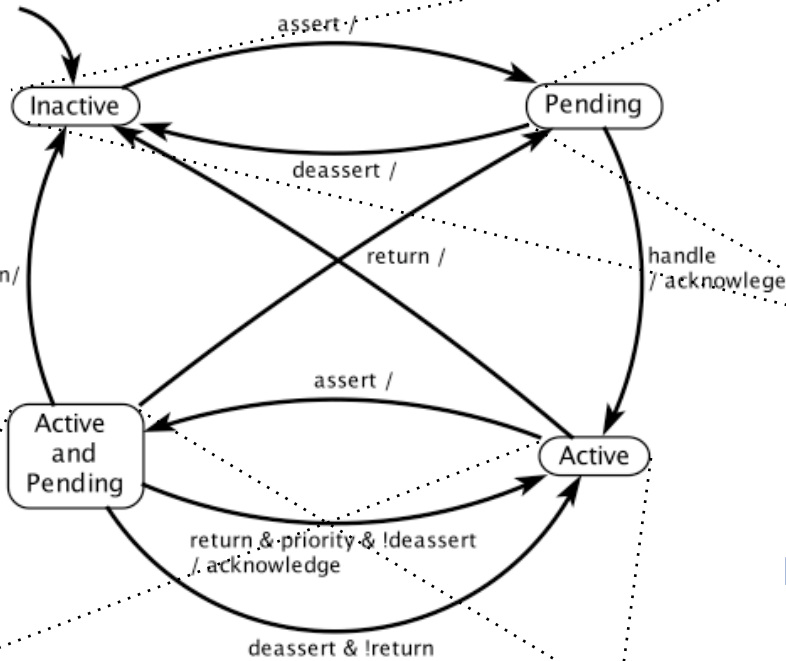 assert /
Inactive
Pending
deassert /
return /
handle
/ acknowlege
n/
assert /
Active
and
Pending
Active
return & priority & !deassert
/ acknowledge
deassert & !return